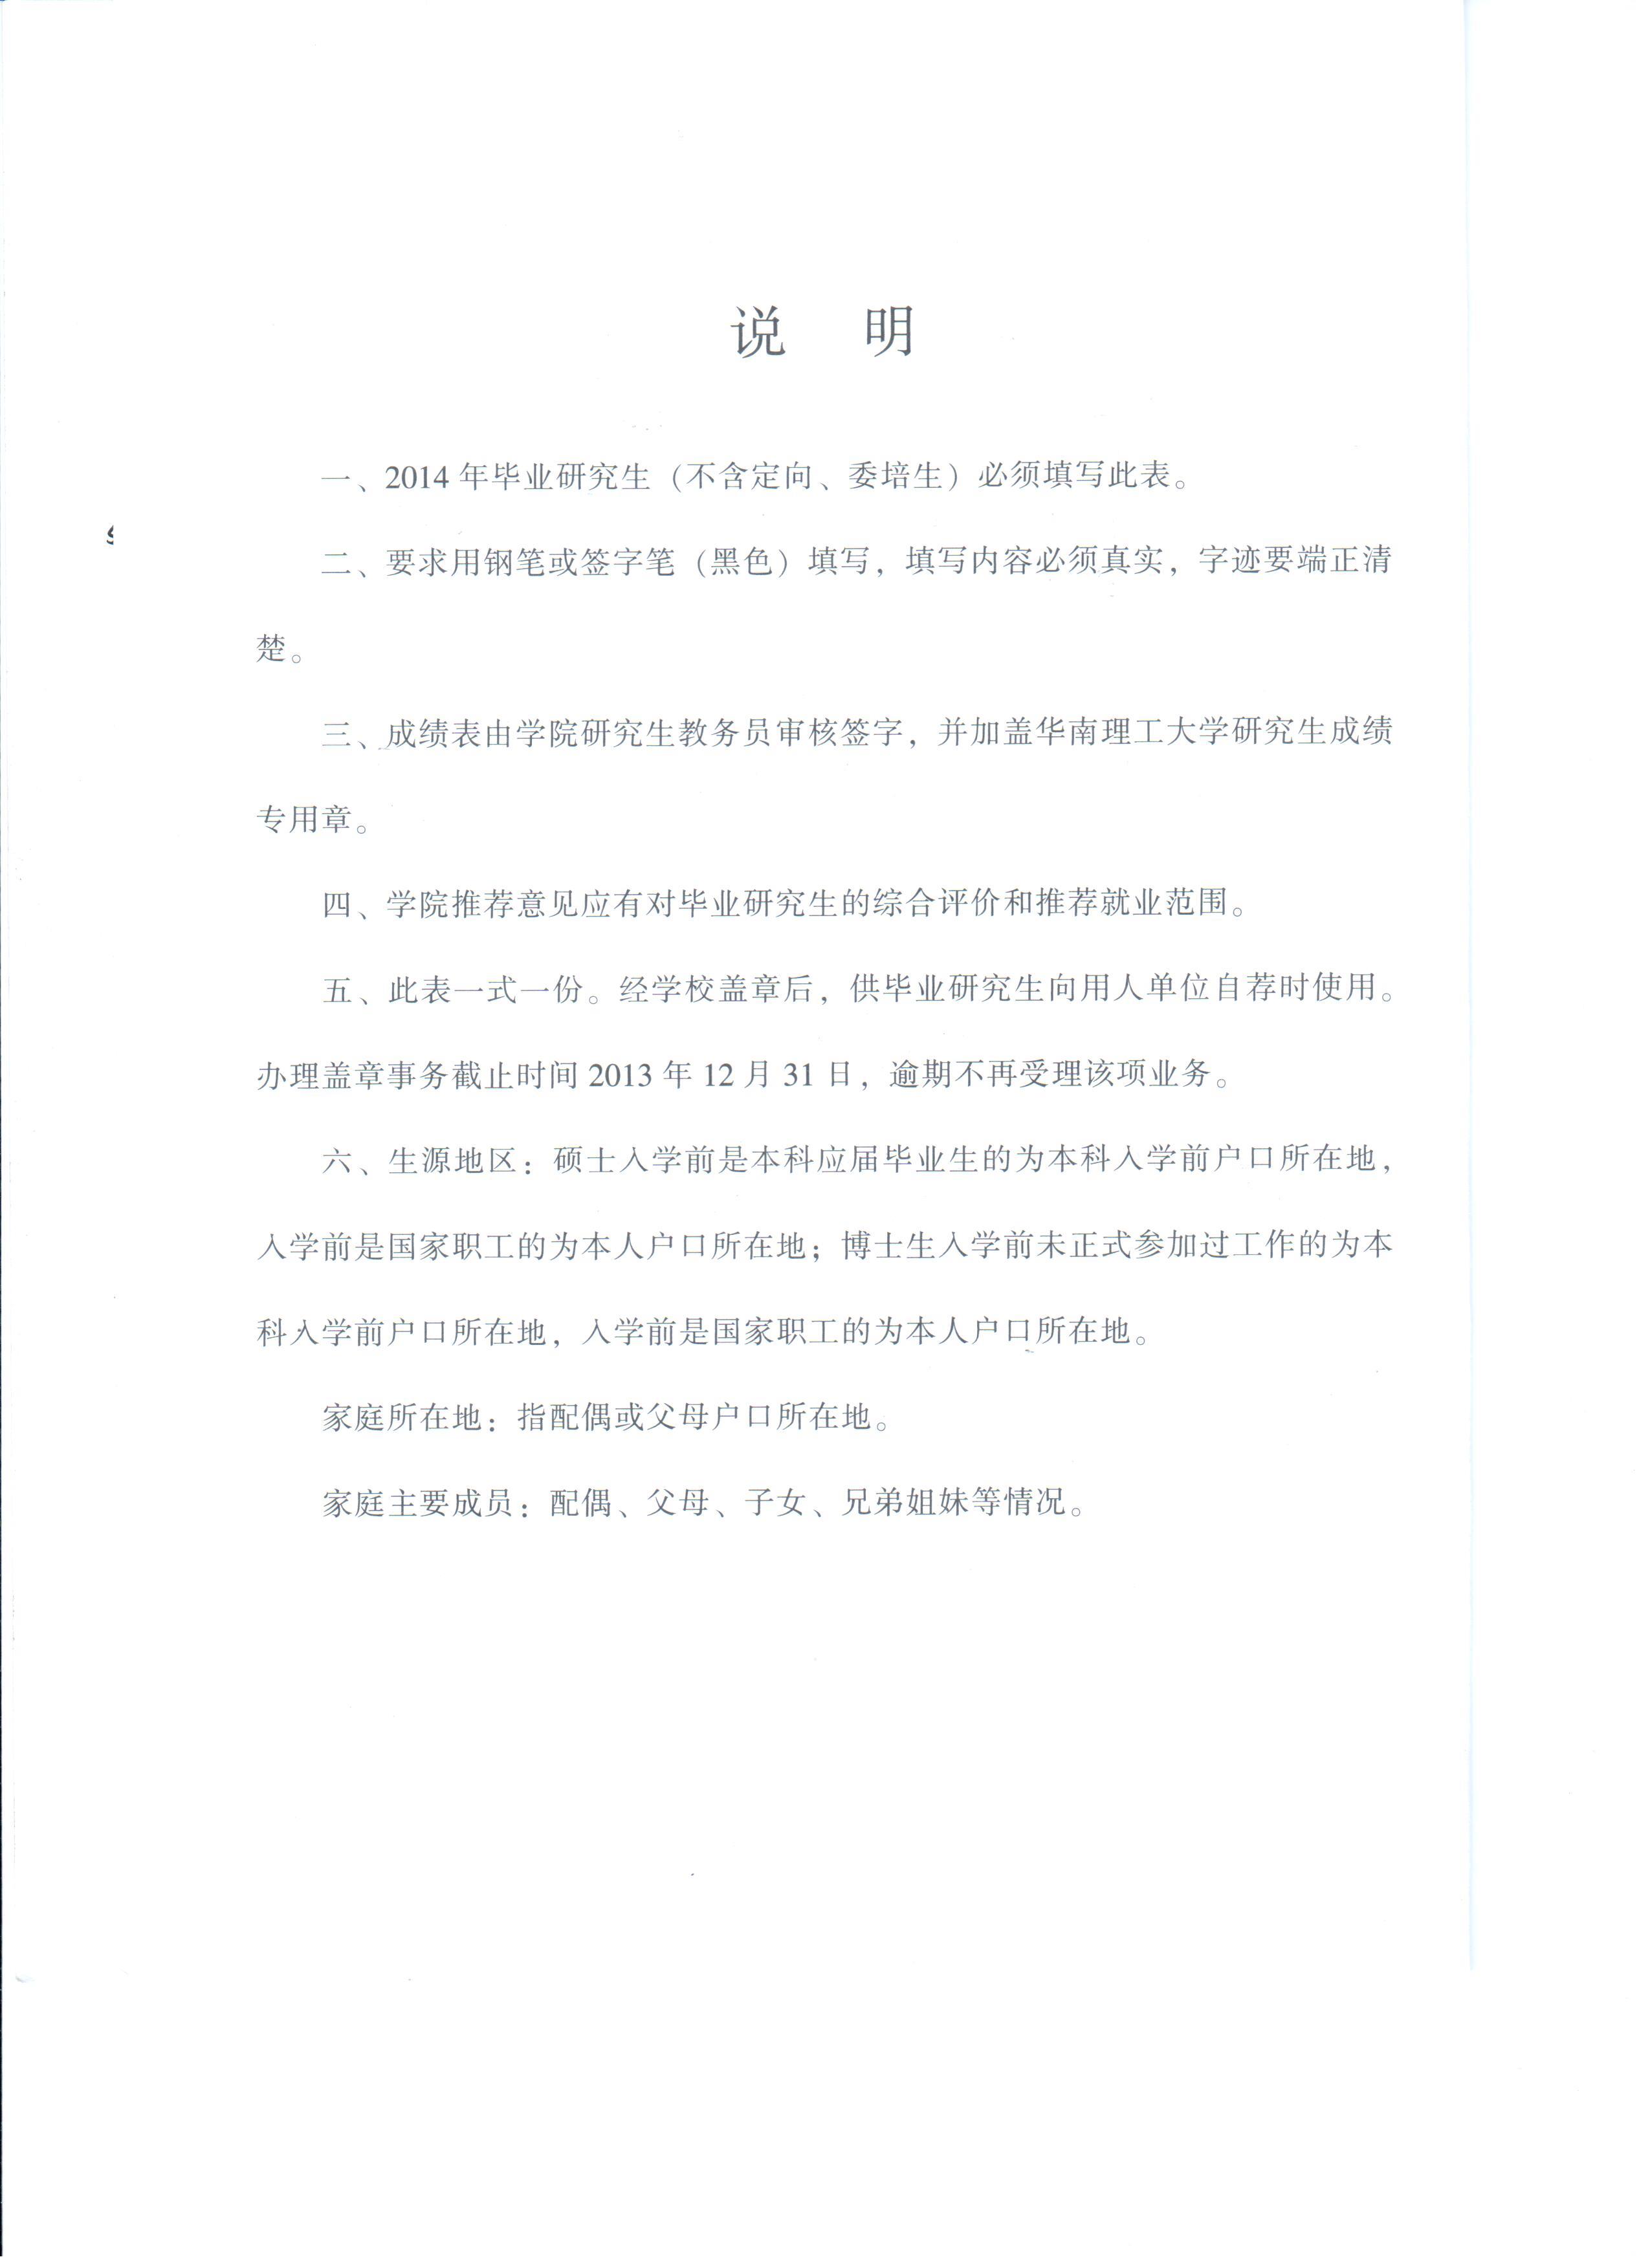 说 明
一、2014 年毕业研究生（不含定向、委培生）必须填写此表。
二、要求用钢笔或签字笔（黑色）填写，填写内容必须真实，字迹要端正清
楚。
三、成绩表由学院研究生教务员审核签字，并加盖华南理工大学研究生成绩
专用章。
四、学院推荐意见应有对毕业研究生的综合评价和推荐就业范围。
五、此表一式一份。经学校盖章后，供毕业研究生向用人单位自荐时使用。
办理盖章事务截止时间 2013 年 12 月 31 日，逾期不再受理该项业务。
六、生源地区：硕士入学前是本科应届毕业生的为本科入学前户口所在地，
入学前是国家职工的为本人户口所在地；博士生入学前未正式参加过工作的为本
科入学前户口所在地，入学前是国家职工的为本人户口所在地。
家庭所在地：指配偶或父母户口所在地。
家庭主要成员：配偶、父母、子女、兄弟姐妹等情况。